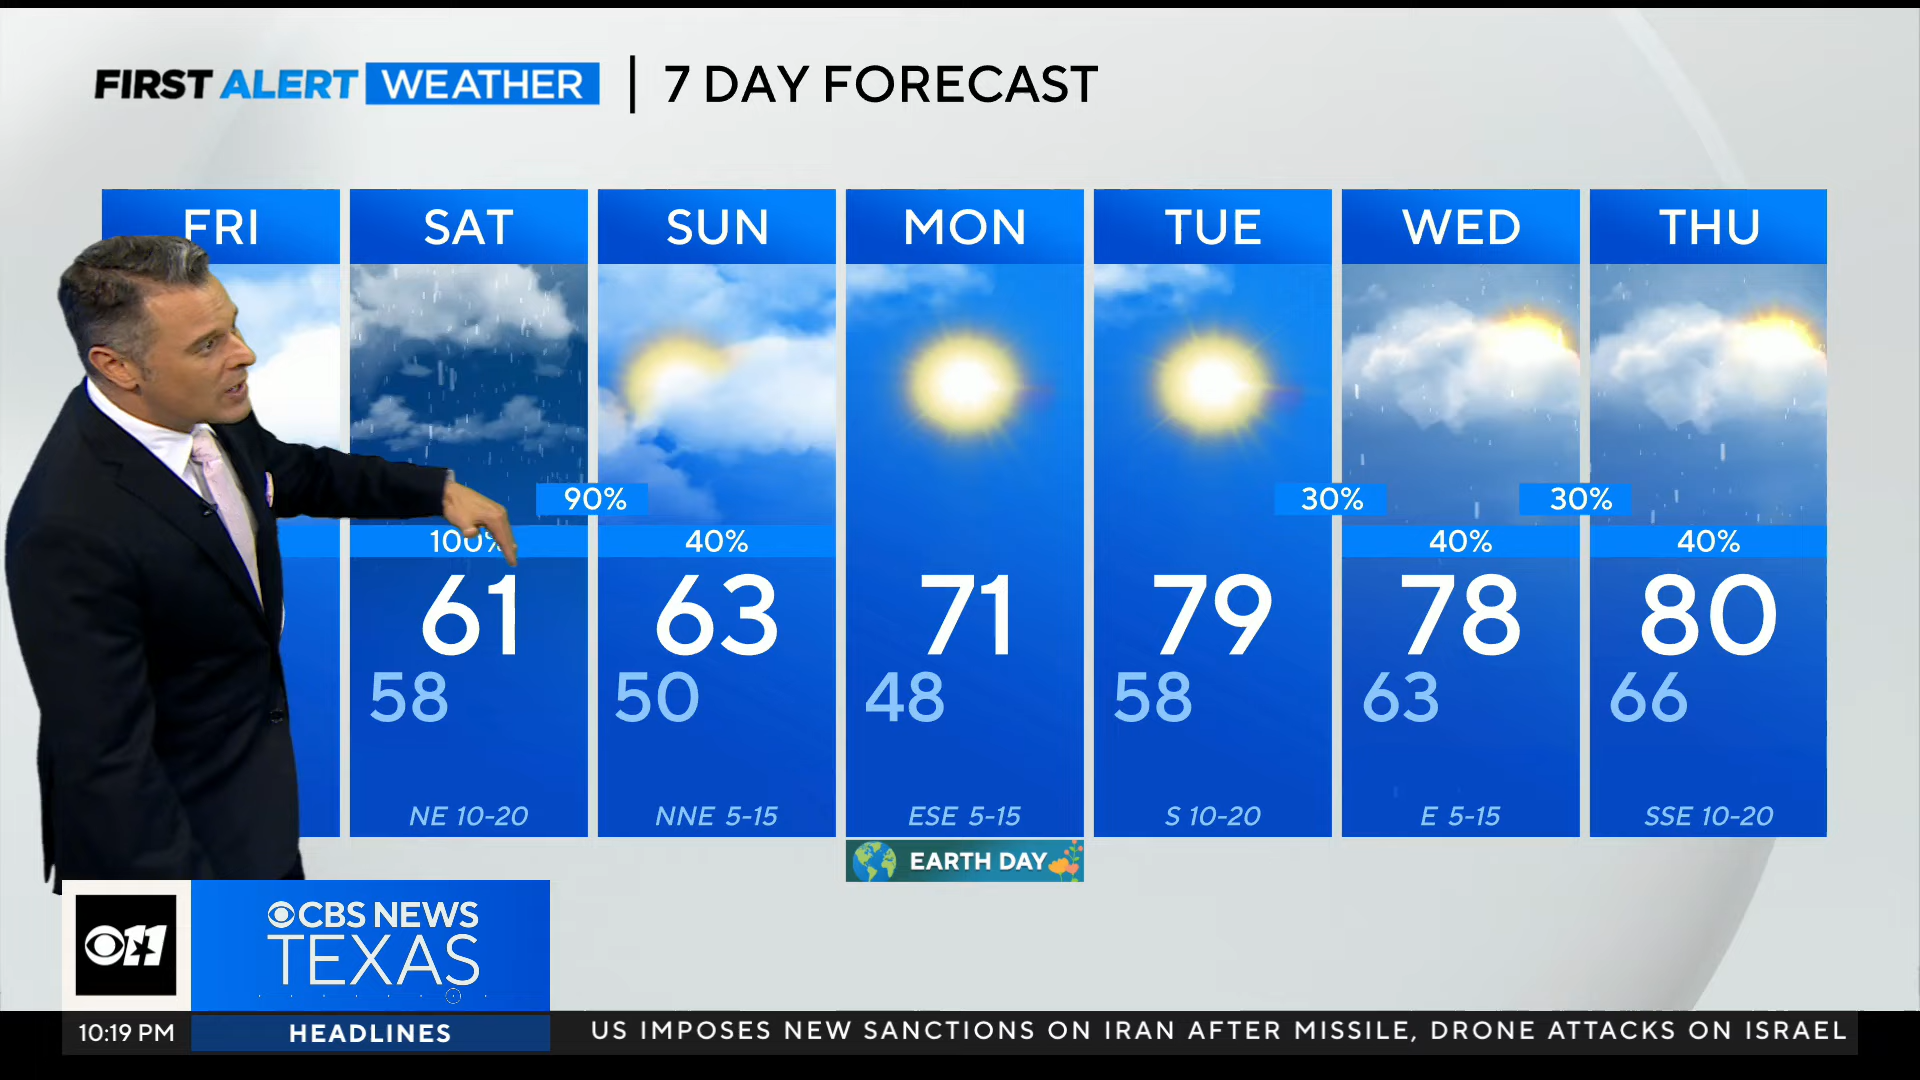 FIRST ALERT WEATHER | 7 DAY FORECAST
FRI SAT SUN MON TUE WED THU
90% 30% 30%
100% 40% 40% 40%
61 63 71 79 78 80
58 50 48 58 63 66
NE 10-20 NNE 5-15 ESE 5-15 S 10-20 E 5-15 SSE 10-20
EARTH DAY
CBS NEWS
TEXAS
11
10:19 PM HEADLINES US IMPOSES NEW SANCTIONS ON IRAN AFTER MISSILE, DRONE ATTACKS ON ISRAEL